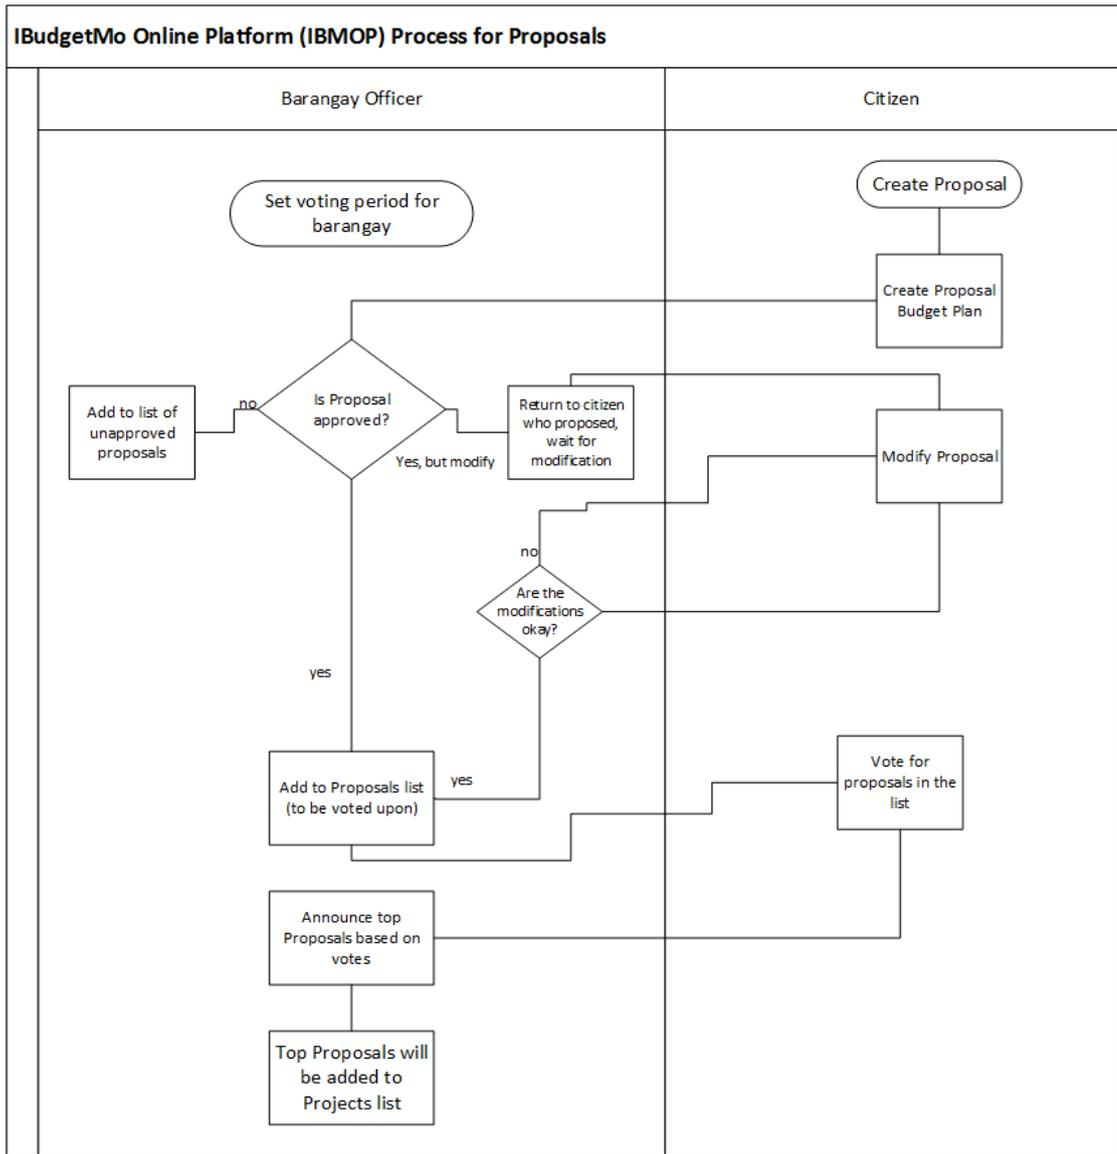 IBudgetMo Online Platform (IBMOP) Process for Proposals
Barangay Officer
Citizen
Set voting period for
barangay
Create Proposal
Create Proposal
Budget Plan
Is Proposal
approved?
no
Add to list of
unapproved
proposals
Yes, but modify
Return to citizen
who proposed,
wait for
modification
Modify Proposal
no
Are the
modifications
okay?
yes
Add to Proposals list
(to be voted upon)
yes
Vote for
proposals in the
list
Announce top
Proposals based on
votes
Top Proposals will
be added to
Projects list